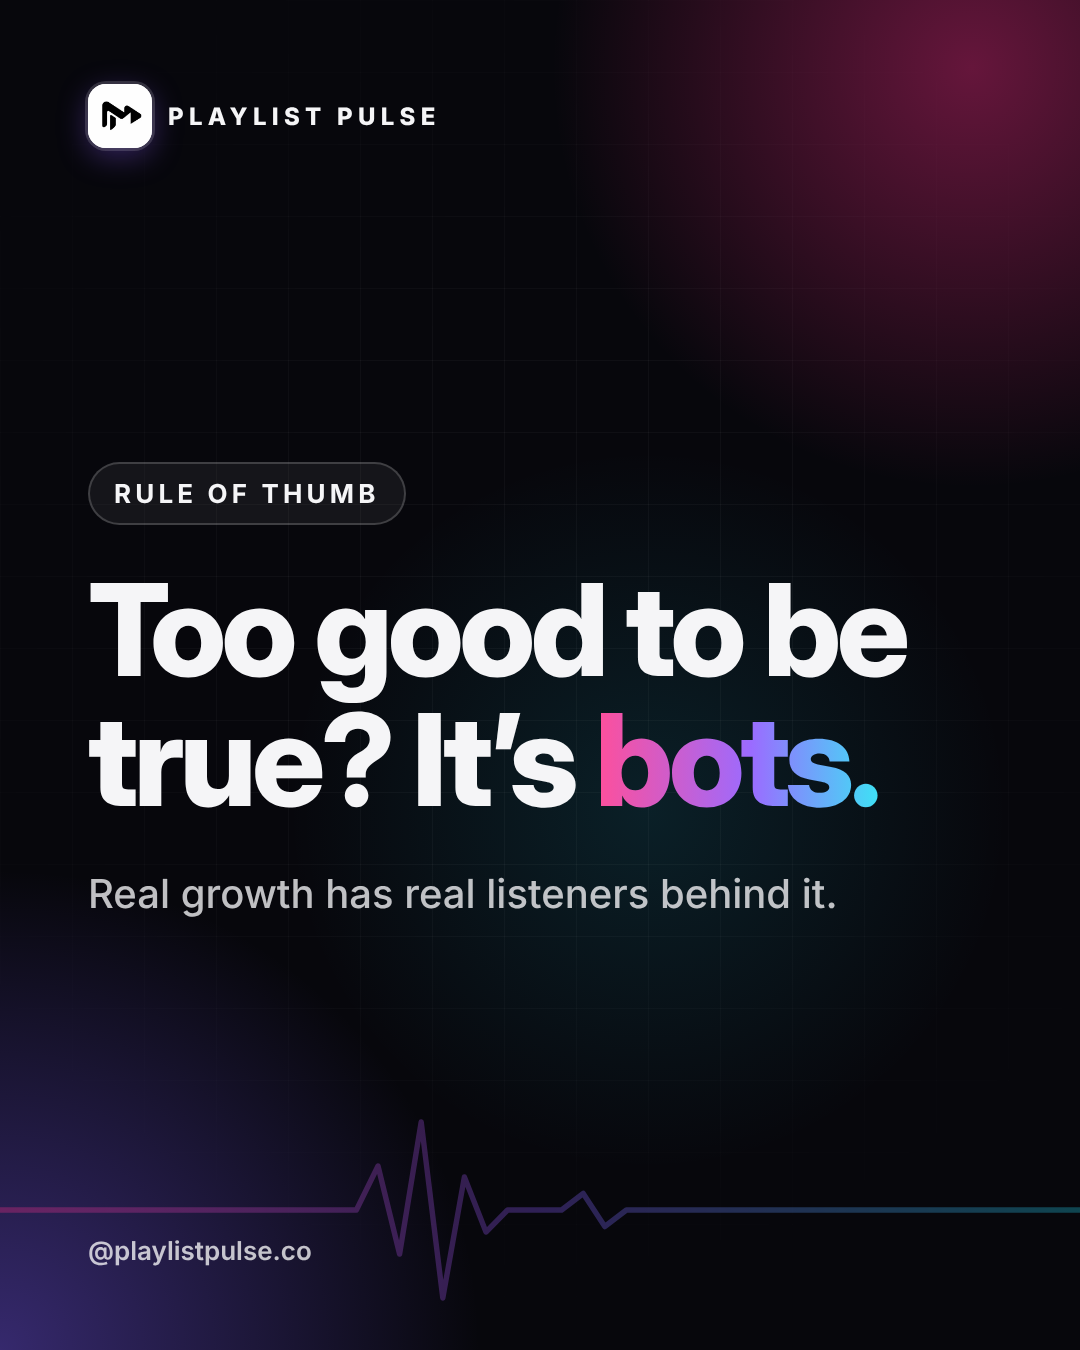 PLAYLIST PULSE
RULE OF THUMB
Too good to be
true? It’s bots.
Real growth has real listeners behind it.
@playlistpulse.co